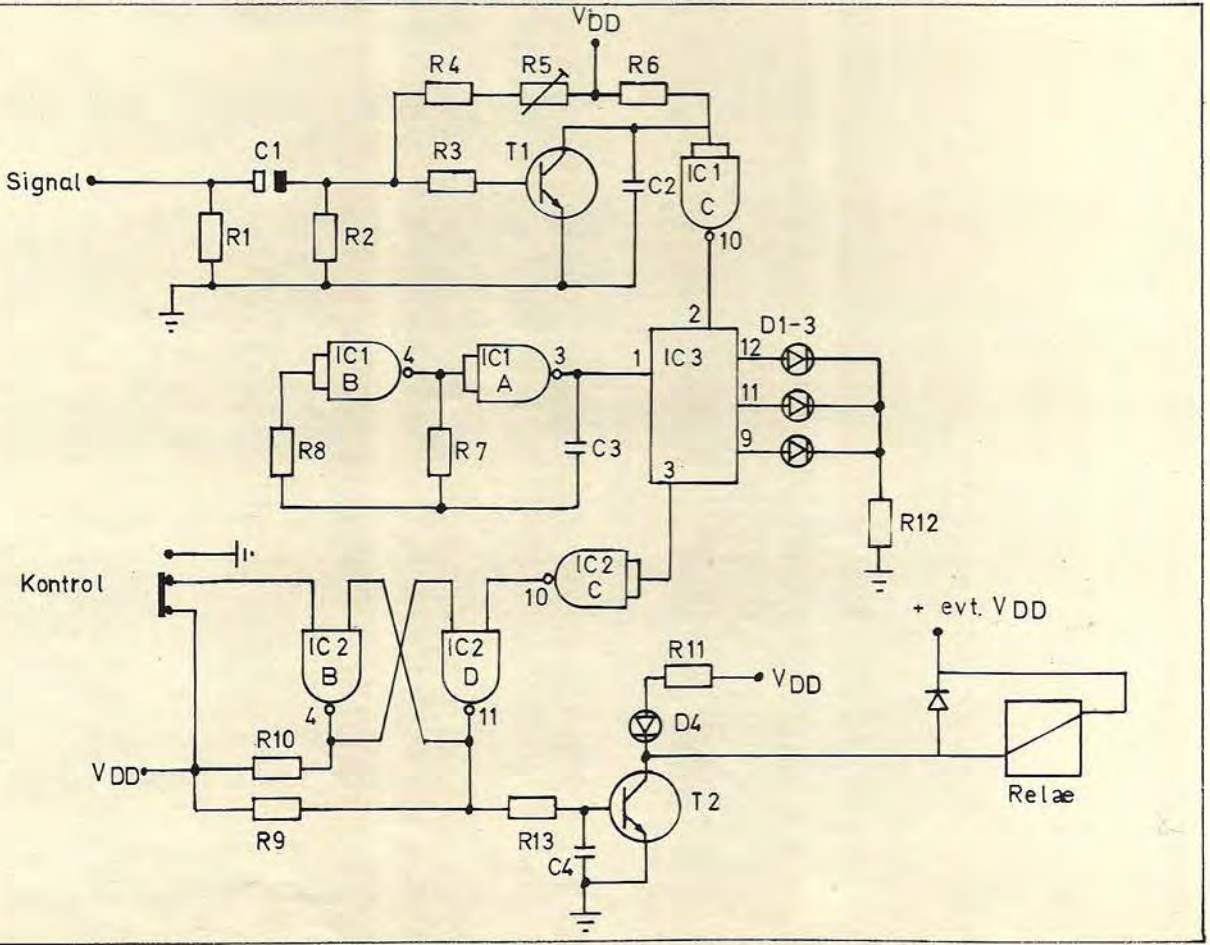 VDD
R4
R5
R6
C1
R3
T1
IC1
C
C2
Signal
R1
R2
10
2
D1-3
IC1
B
4
IC1
A
3
1
IC3
12
11
9
R8
R7
C3
3
R12
Kontrol
IC2
C
10
IC2
B
IC2
D
4
11
+ evt. VDD
R11
VDD
D4
R10
VDD
R9
R13
C4
T2
Relæ